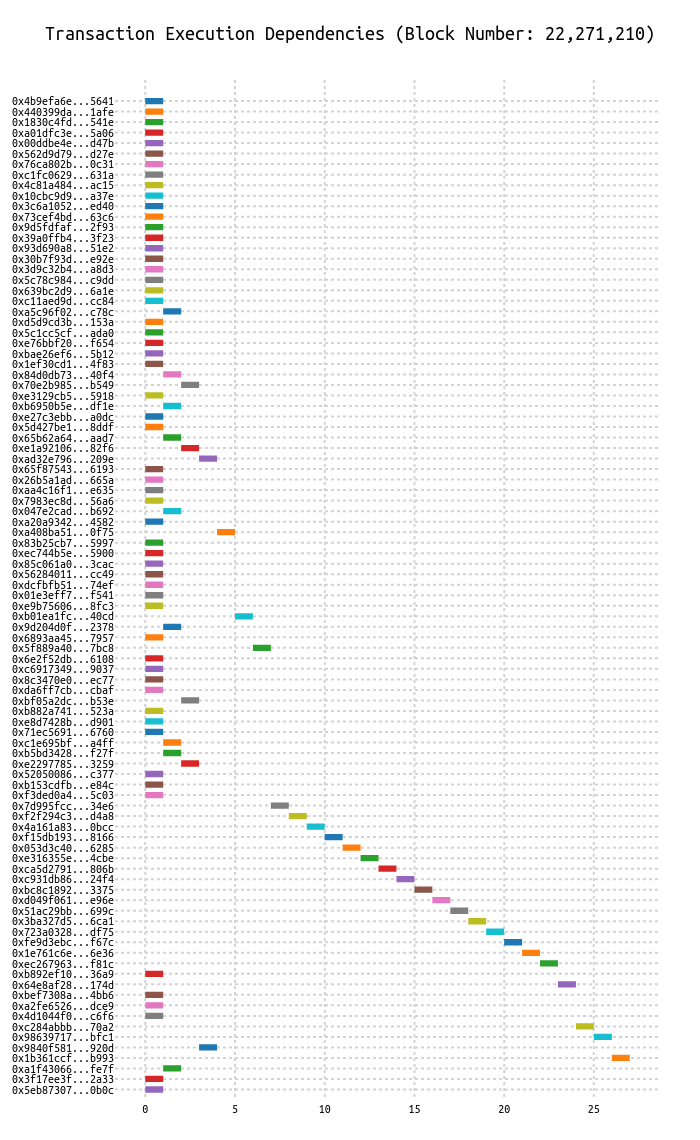 Transaction Execution Dependencies (Block Number: 22,271,210)
0x4b9efa6e...5641
0x440399da...1afe
0x1830c4fd...541e
0xa01dfc3e...5a06
0x00ddbe4e...d47b
0x562d9d79...d27e
0x76ca802b...0c31
0xc1fc0629...631a
0x4c81a484...ac15
0x10cbc9d9...a37e
0x3c6a1052...ed40
0x73cef4bd...63c6
0x9d5fdfaf...2f93
0x39a0ffb4...3f23
0x93d690a8...51e2
0x30b7f93d...e92e
0x3d9c32b4...a8d3
0x5c78c984...c9dd
0x639bc2d9...6a1e
0xc11aed9d...cc84
0xa5c96f02...c78c
0xd5d9cd3b...153a
0x5c1cc5cf...ada0
0xe76bbf20...f654
0xbae26ef6...5b12
0x1ef30cd1...4f83
0x84d0db73...40f4
0x70e2b985...b549
0xe3129cb5...5918
0xb6950b5e...df1e
0xe27c3ebb...a0dc
0x5d427be1...8ddf
0x65b62a64...aad7
0xe1a92106...82f6
0xad32e796...209e
0x65f87543...6193
0x26b5a1ad...665a
0xaa4c16f1...e635
0x7983ec8d...56a6
0x047e2cad...b692
0xa20a9342...4582
0xa408ba51...0f75
0x83b25cb7...5997
0xec744b5e...5900
0x85c061a0...3cac
0x56284011...cc49
0xdcfbfb51...74ef
0x01e3eff7...f541
0xe9b75606...8fc3
0xb01ea1fc...40cd
0x9d204d0f...2378
0x6893aa45...7957
0x5f889a40...7bc8
0x6e2f52db...6108
0xc6917349...9037
0x8c3470e0...ec77
0xda6ff7cb...cbaf
0xbf05a2dc...b53e
0xb882a741...523a
0xe8d7428b...d901
0x71ec5691...6760
0xc1e695bf...a4ff
0xb5bd3428...f27f
0xe2297785...3259
0x52050086...c377
0xb153cdfb...e84c
0xf3ded0a4...5c03
0x7d995fcc...34e6
0xf2f294c3...d4a8
0x4a161a83...0bcc
0xf15db193...8166
0x053d3c40...6285
0xe316355e...4cbe
0xca5d2791...806b
0xc931db86...24f4
0xbc8c1892...3375
0xd049f061...e96e
0x51ac29bb...699c
0x3ba327d5...6ca1
0x723a0328...df75
0xfe9d3ebc...f67c
0x1e761c6e...6e36
0xec267963...f81c
0xb892ef10...36a9
0x64e8af28...174d
0xbef7308a...4bb6
0xa2fe6526...dce9
0x4d1044f0...c6f6
0xc284abbb...70a2
0x98639717...bfc1
0x9840f581...920d
0x1b361ccf...b993
0xa1f43066...fe7f
0x3f17ee3f...2a33
0x5eb87307...0b0c
0 5 10 15 20 25